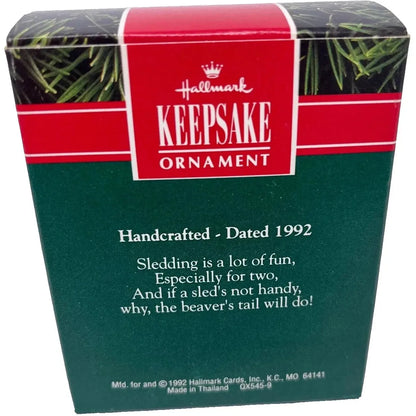 Hallmark
KEEPSAKE
ORNAMENT
Handcrafted - Dated 1992
Sledding is a lot of fun,
Especially for two,
And if a sled's not handy,
why, the beaver's tail will do!
Mfd. for and © 1992 Hallmark Cards, Inc., K.C., MO 64141
Made in Thailand QX545-9